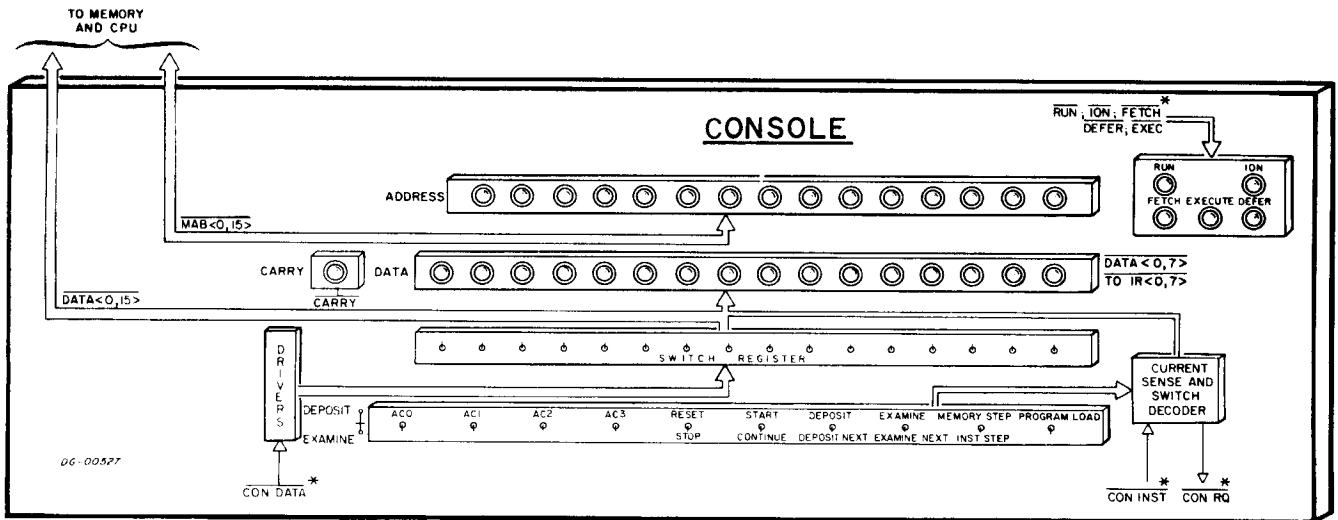 TO MEMORY
AND CPU
CONSOLE
RUN ; ION ; FETCH *
DEFER ; EXEC
RUN ION
FETCH EXECUTE DEFER
ADDRESS
MAB<0,15>
CARRY
CARRY
DATA
DATA<0,7>
TO IR<0,7>
DATA<0,15>
SWITCH REGISTER
DRIVERS
DEPOSIT
EXAMINE
AC0 AC1 AC2 AC3 RESET START DEPOSIT EXAMINE MEMORY STEP PROGRAM LOAD
STOP CONTINUE DEPOSIT NEXT EXAMINE NEXT INST STEP
CURRENT
SENSE AND
SWITCH
DECODER
DG-00527
CON DATA *
CON INST *
CON RQ *